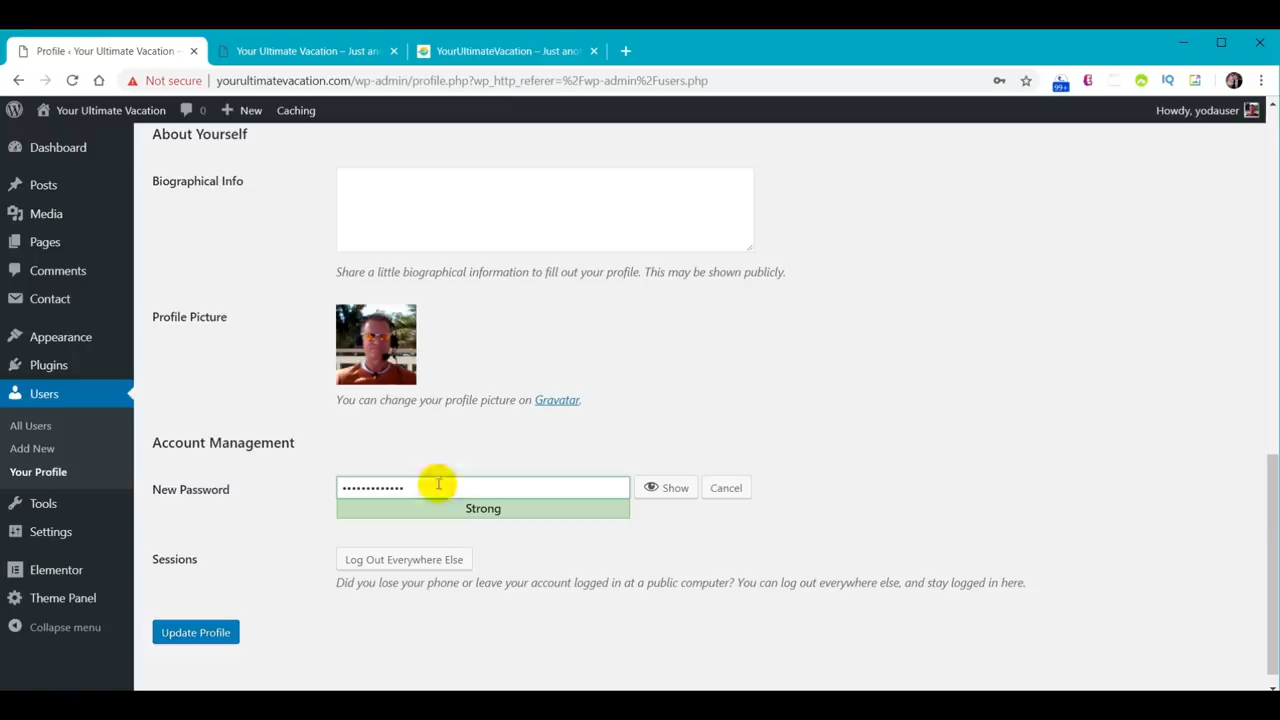 Profile ‹ Your Ultimate Vacation –
Your Ultimate Vacation – Just an
YourUltimateVacation – Just ano
Not secure
yourultimatevacation.com/wp-admin/profile.php?wp_http_referer=%2Fwp-admin%2Fusers.php
99+
IQ
Your Ultimate Vacation
0
New
Caching
Howdy, yodauser
Dashboard
Posts
Media
Pages
Comments
Contact
Appearance
Plugins
Users
All Users
Add New
Your Profile
Tools
Settings
Elementor
Theme Panel
Collapse menu
About Yourself
Biographical Info
Share a little biographical information to fill out your profile. This may be shown publicly.
Profile Picture
You can change your profile picture on Gravatar.
Account Management
New Password
•••••••••••••
Show
Cancel
Strong
Sessions
Log Out Everywhere Else
Did you lose your phone or leave your account logged in at a public computer? You can log out everywhere else, and stay logged in here.
Update Profile